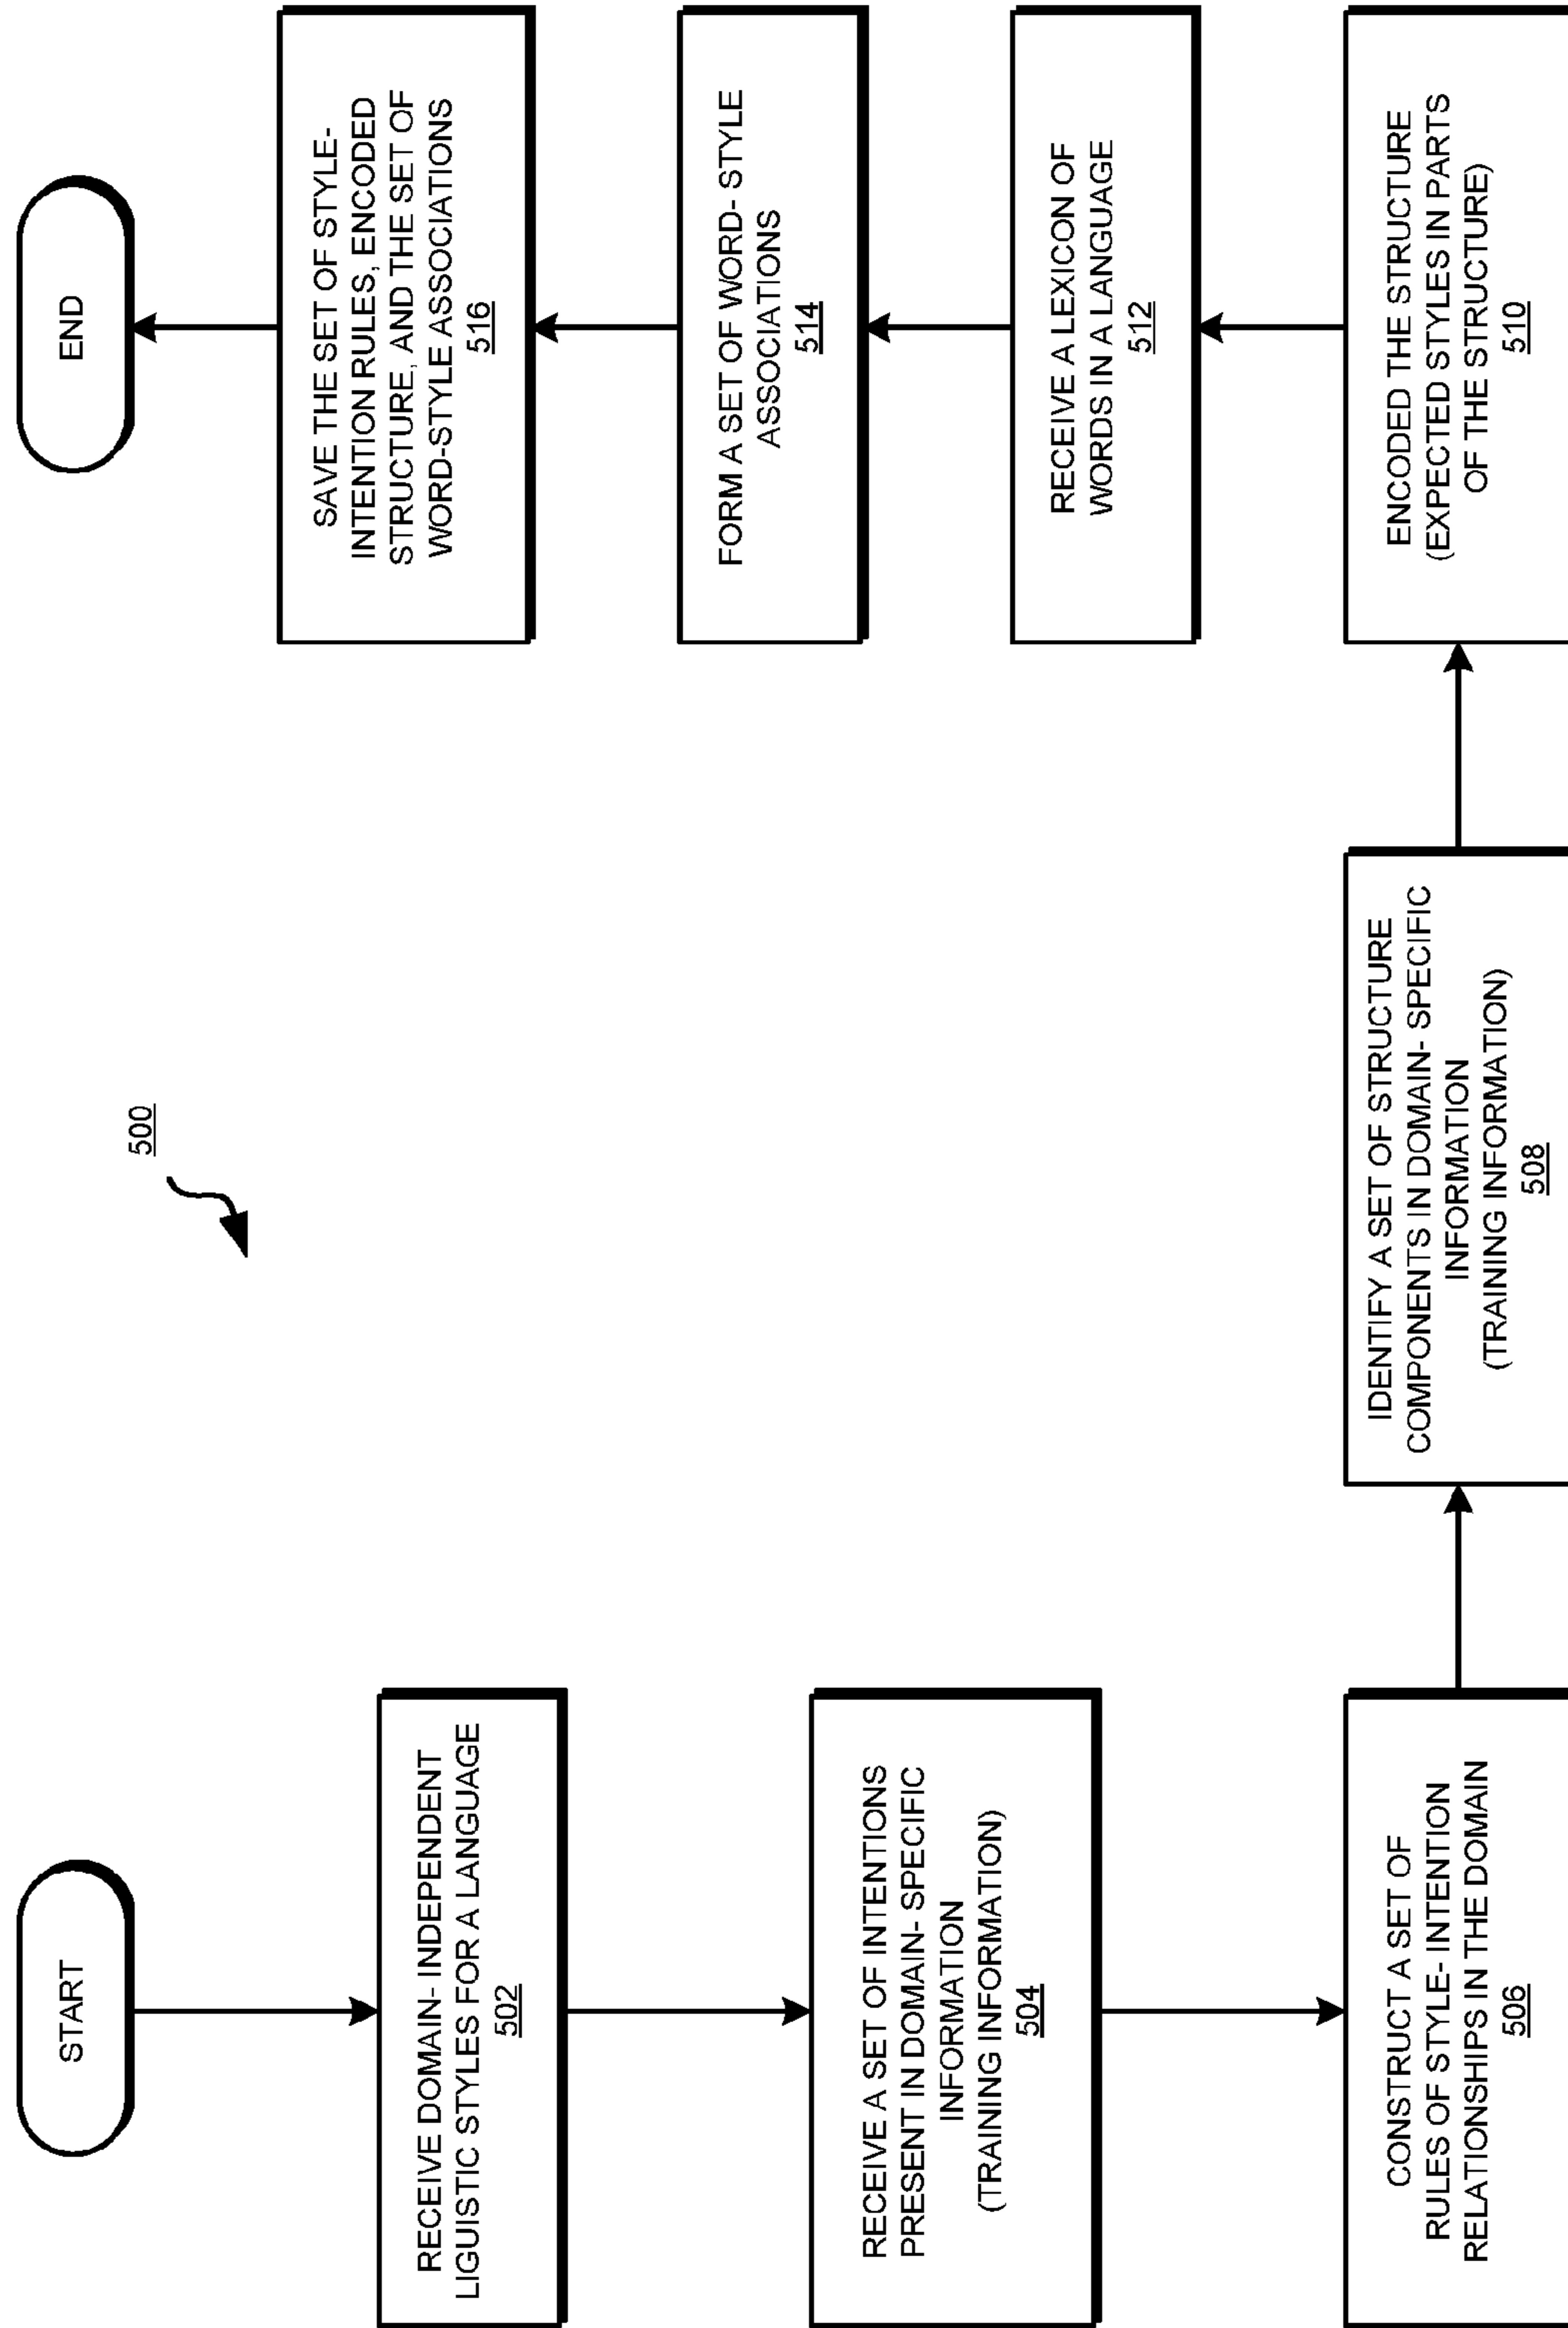 500
START
RECEIVE DOMAIN- INDEPENDENT
LIGUISTIC STYLES FOR A LANGUAGE
502
RECEIVE A SET OF INTENTIONS
PRESENT IN DOMAIN- SPECIFIC
INFORMATION
(TRAINING INFORMATION)
504
CONSTRUCT A SET OF
RULES OF STYLE- INTENTION
RELATIONSHIPS IN THE DOMAIN
506
IDENTIFY A SET OF STRUCTURE
COMPONENTS IN DOMAIN- SPECIFIC
INFORMATION
(TRAINING INFORMATION)
508
ENCODED THE STRUCTURE
(EXPECTED STYLES IN PARTS
OF THE STRUCTURE)
510
RECEIVE A LEXICON OF
WORDS IN A LANGUAGE
512
FORM A SET OF WORD- STYLE
ASSOCIATIONS
514
SAVE THE SET OF STYLE-
INTENTION RULES, ENCODED
STRUCTURE, AND THE SET OF
WORD-STYLE ASSOCIATIONS
516
END